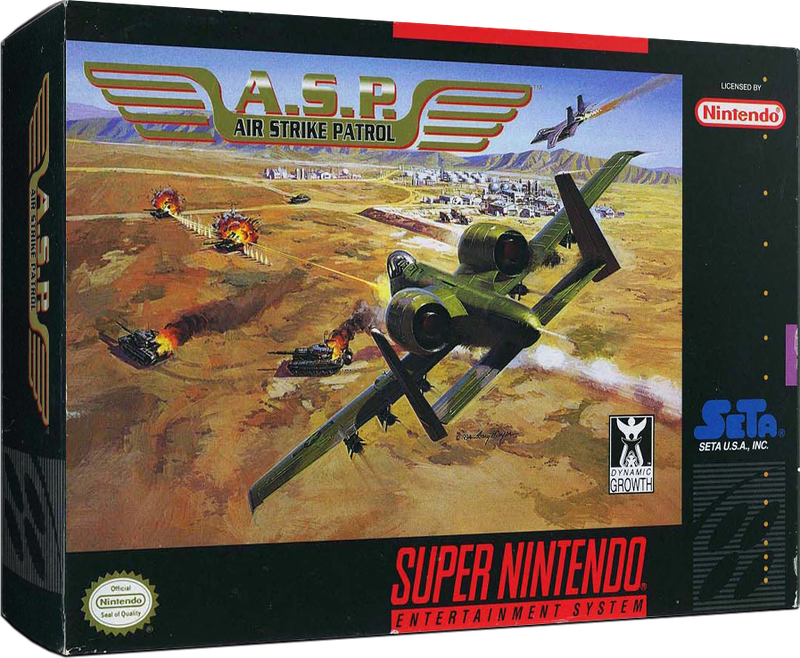 A.S.P.
AIR STRIKE PATROL
TM
LICENSED BY
Nintendo®
A.S.P.
AIR STRIKE PATROL
SETA®
SETA U.S.A., INC.
DYNAMIC
GROWTH
Official
Nintendo
Seal of Quality
SUPER NINTENDO®
ENTERTAINMENT SYSTEM